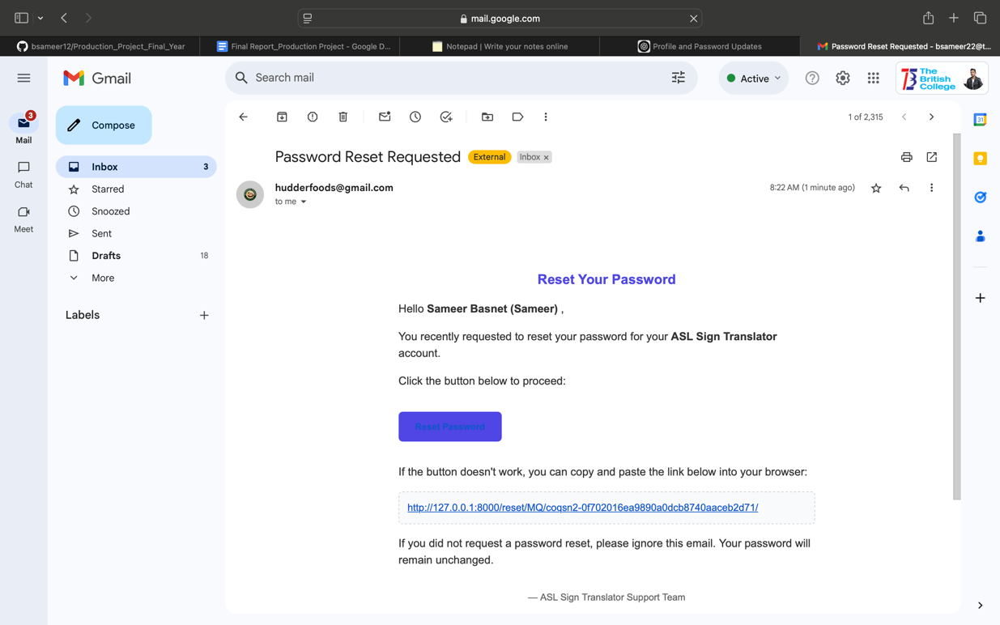 mail.google.com
bsameer12/Production_Project_Final_Year
Final Report_Production Project - Google D...
Notepad | Write your notes online
Profile and Password Updates
Password Reset Requested - bsameer22@t...
Gmail
Search mail
Active
The
British
College
3
Mail
Chat
Meet
Compose
Inbox 3
Starred
Snoozed
Sent
Drafts 18
More
Labels
1 of 2,315
31
Password Reset Requested External Inbox x
hudderfoods@gmail.com
8:22 AM (1 minute ago)
to me
Reset Your Password
Hello Sameer Basnet (Sameer) ,
You recently requested to reset your password for your ASL Sign Translator
account.
Click the button below to proceed:
Reset Password
If the button doesn't work, you can copy and paste the link below into your browser:
http://127.0.0.1:8000/reset/MQ/coqsn2-0f702016ea9890a0dcb8740aaceb2d71/
If you did not request a password reset, please ignore this email. Your password will
remain unchanged.
— ASL Sign Translator Support Team